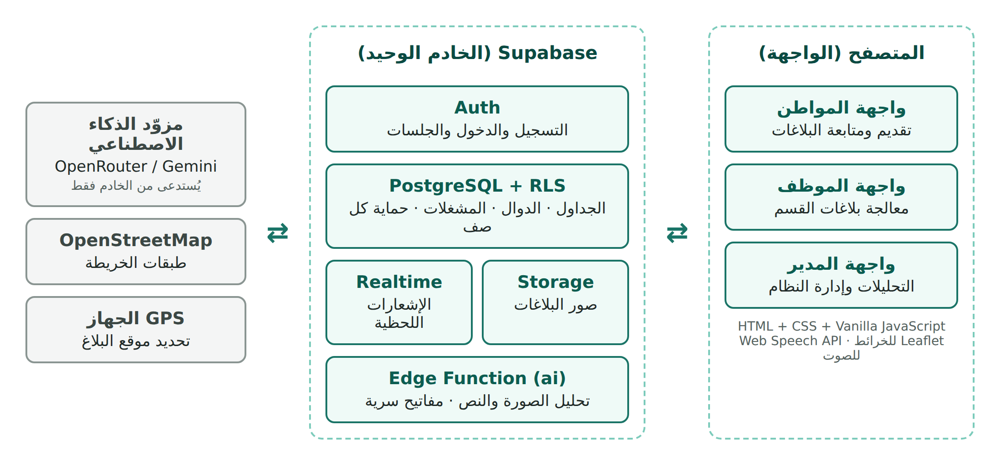 المتصفح (الواجهة)
واجهة المواطن
تقديم ومتابعة البلاغات
واجهة الموظف
معالجة بلاغات القسم
واجهة المدير
التحليلات وإدارة النظام
HTML + CSS + Vanilla JavaScript
Leaflet للخرائط · Web Speech API
للصوت
⇄
Supabase (الخادم الوحيد)
Auth
التسجيل والدخول والجلسات
PostgreSQL + RLS
الجداول · الدوال · المشغلات · حماية كل
صف
Storage
صور البلاغات
Realtime
الإشعارات
اللحظية
Edge Function (ai)
تحليل الصورة والنص · مفاتيح سرية
⇄
مزوّد الذكاء
الاصطناعي
OpenRouter / Gemini
يُستدعى من الخادم فقط
OpenStreetMap
طبقات الخريطة
GPS الجهاز
تحديد موقع البلاغ